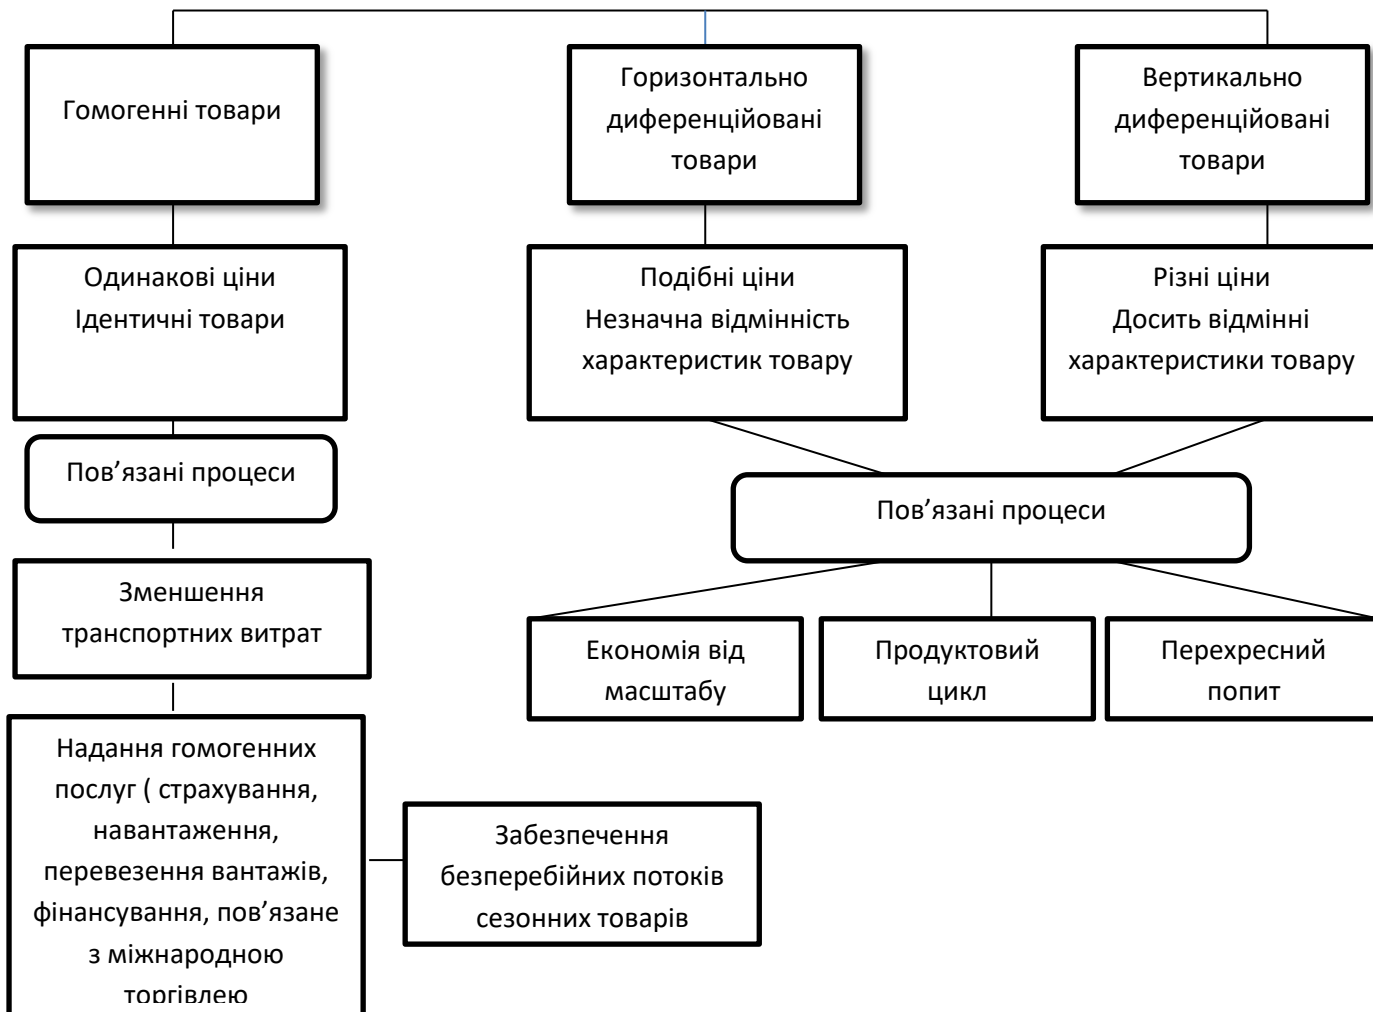 Гомогенні товари
Горизонтально
диференційовані
товари
Вертикально
диференційовані
товари
Одинакові ціни
Ідентичні товари
Подібні ціни
Незначна відмінність
характеристик товару
Різні ціни
Досить відмінні
характеристики товару
Пов’язані процеси
Пов’язані процеси
Зменшення
транспортних витрат
Економія від
масштабу
Продуктовий
цикл
Перехресний
попит
Надання гомогенних
послуг ( страхування,
навантаження,
перевезення вантажів,
фінансування, пов’язане
з міжнародною
торгівлею
Забезпечення
безперебійних потоків
сезонних товарів